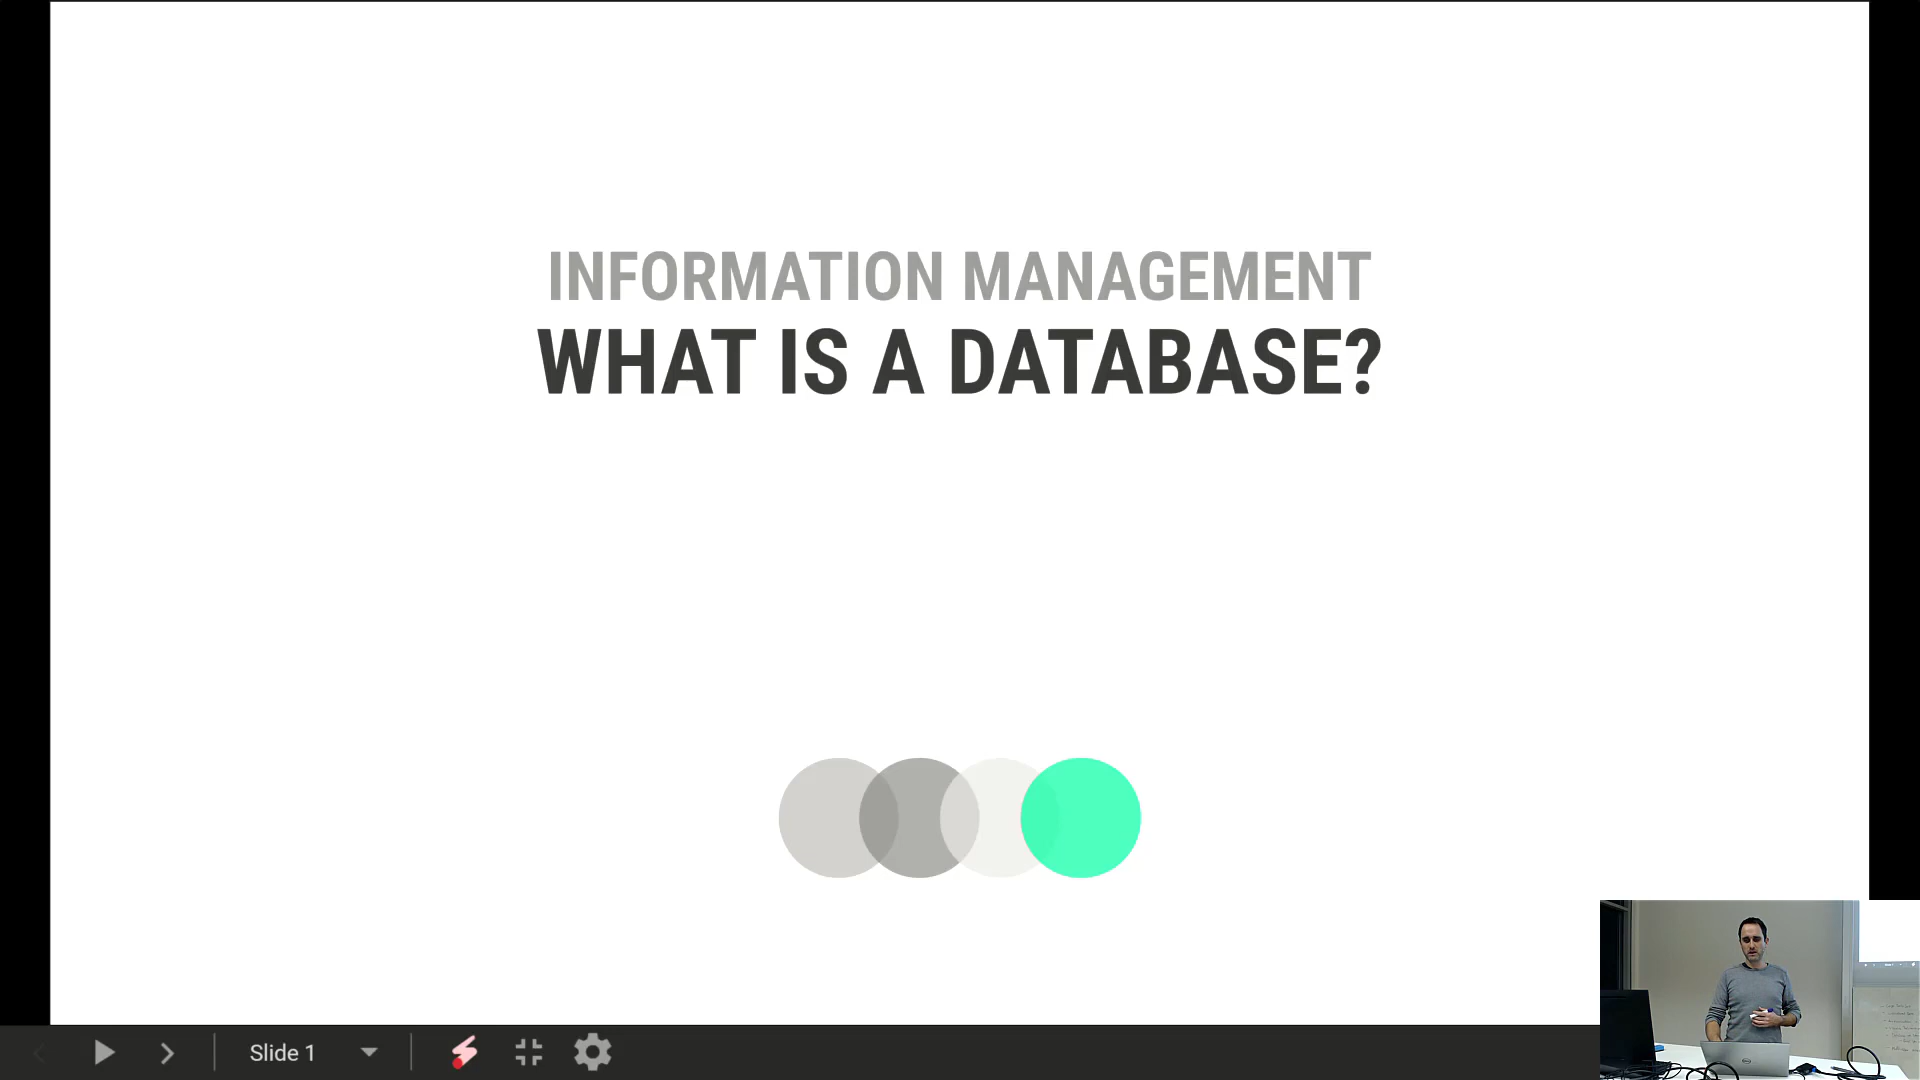 INFORMATION MANAGEMENT
WHAT IS A DATABASE?
Slide 1